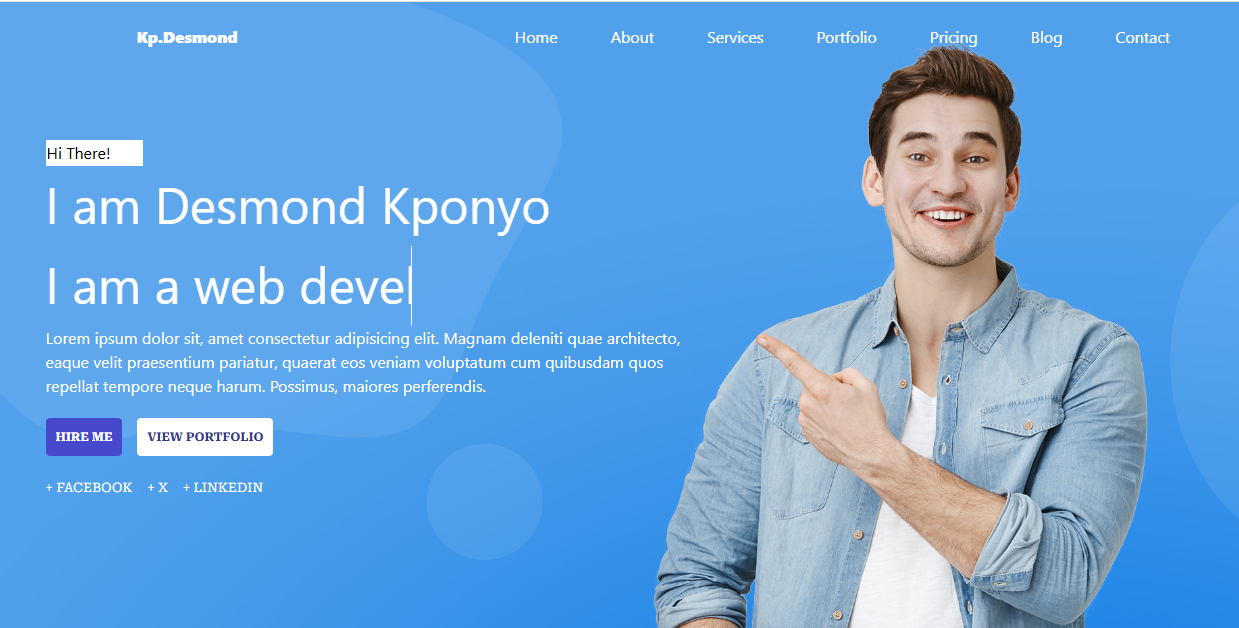 Kp.Desmond Home About Services Portfolio Pricing Blog Contact
Hi There!
I am Desmond Kponyo
I am a web devel
Lorem ipsum dolor sit, amet consectetur adipisicing elit. Magnam deleniti quae architecto,
eaque velit praesentium pariatur, quaerat eos veniam voluptatum cum quibusdam quos
repellat tempore neque harum. Possimus, maiores perferendis.
HIRE ME VIEW PORTFOLIO
+ FACEBOOK + X + LINKEDIN